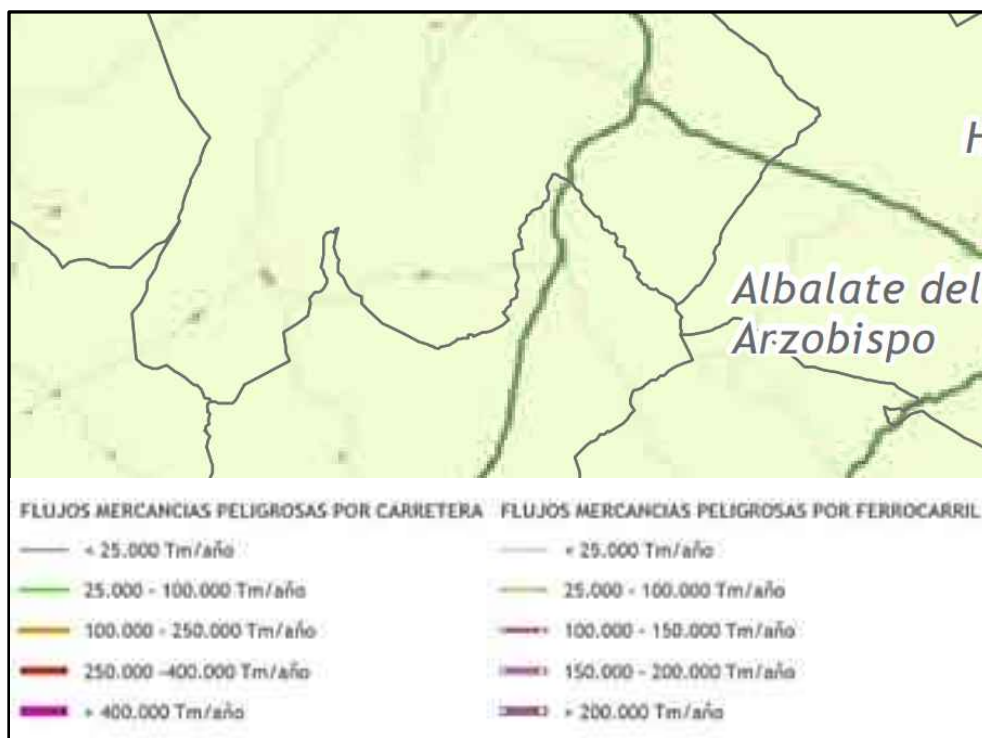 H
Albalate del
Arzobispo
FLUJOS MERCANCIAS PELIGROSAS POR CARRETERA
< 25.000 Tm/año
25.000 - 100.000 Tm/año
100.000 - 250.000 Tm/año
250.000 -400.000 Tm/año
> 400.000 Tm/año
FLUJOS MERCANCIAS PELIGROSAS POR FERROCARRIL
< 25.000 Tm/año
25.000 - 100.000 Tm/año
100.000 - 150.000 Tm/año
150.000 - 200.000 Tm/año
> 200.000 Tm/año